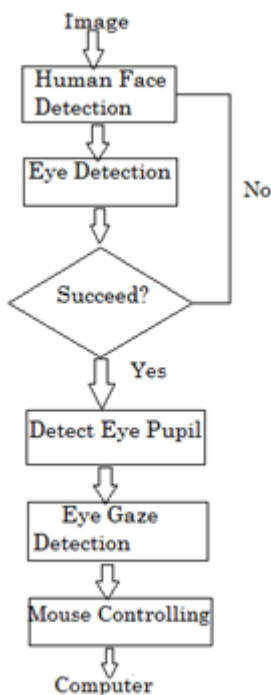 Image
Human Face
Detection
Eye Detection
No
Succeed?
Yes
Detect Eye Pupil
Eye Gaze
Detection
Mouse Controlling
Computer